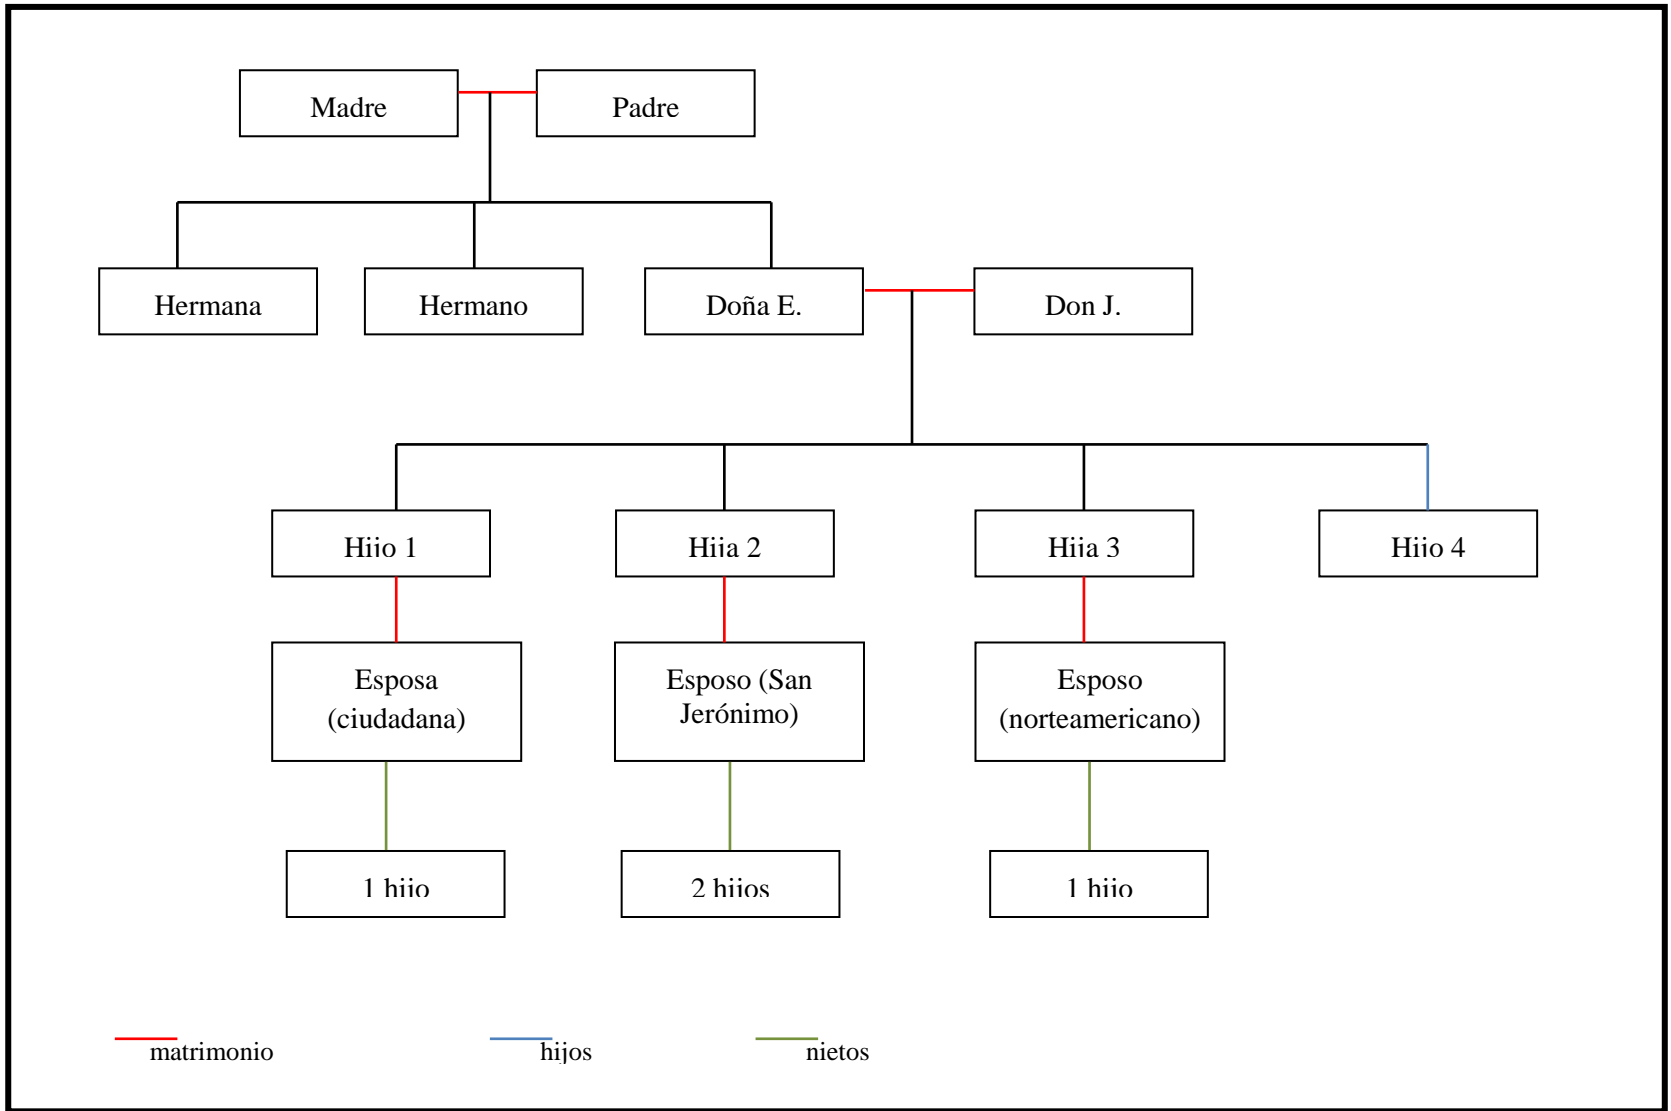 Madre
Padre
Hermana
Hermano
Doña E.
Don J.
Hijo 1
Hija 2
Hija 3
Hijo 4
Esposa
(ciudadana)
Esposo (San
Jerónimo)
Esposo
(norteamericano)
1 hijo
2 hijos
1 hijo
matrimonio
hijos
nietos